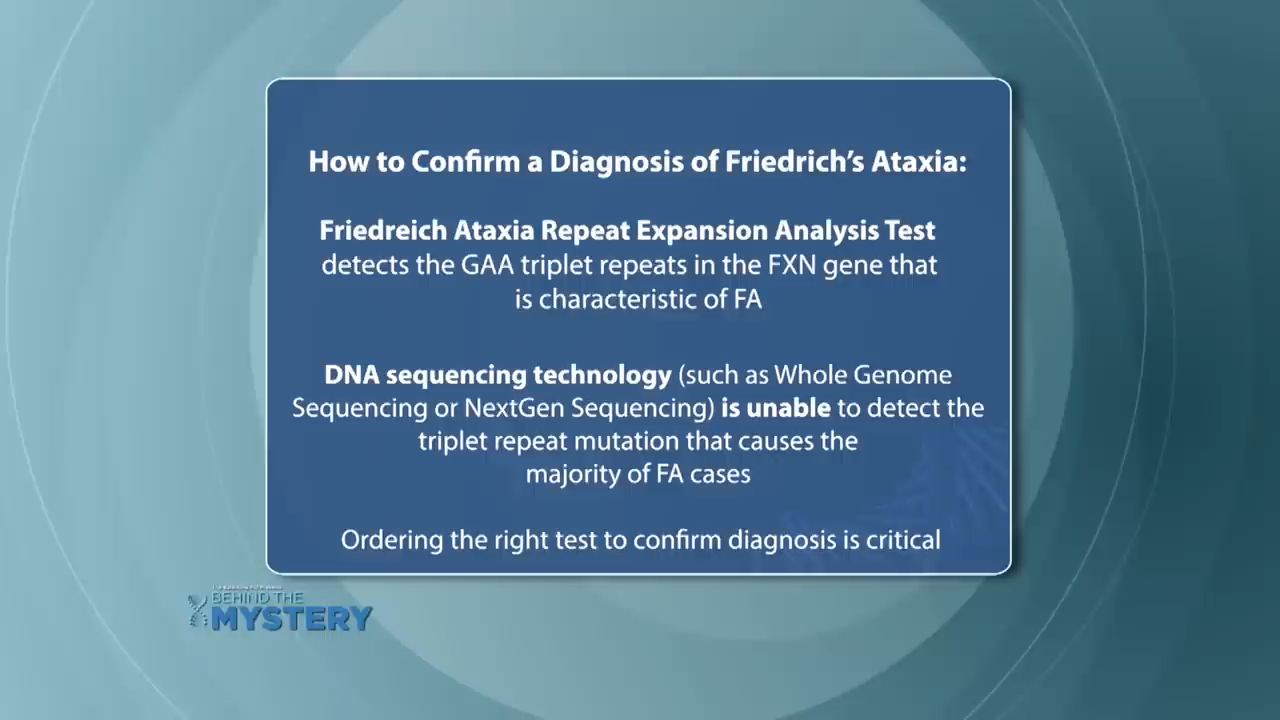 How to Confirm a Diagnosis of Friedrich's Ataxia:
Friedreich Ataxia Repeat Expansion Analysis Test
detects the GAA triplet repeats in the FXN gene that
is characteristic of FA
DNA sequencing technology (such as Whole Genome
Sequencing or NextGen Sequencing) is unable to detect the
triplet repeat mutation that causes the
majority of FA cases
Ordering the right test to confirm diagnosis is critical
BEHIND THE
MYSTERY